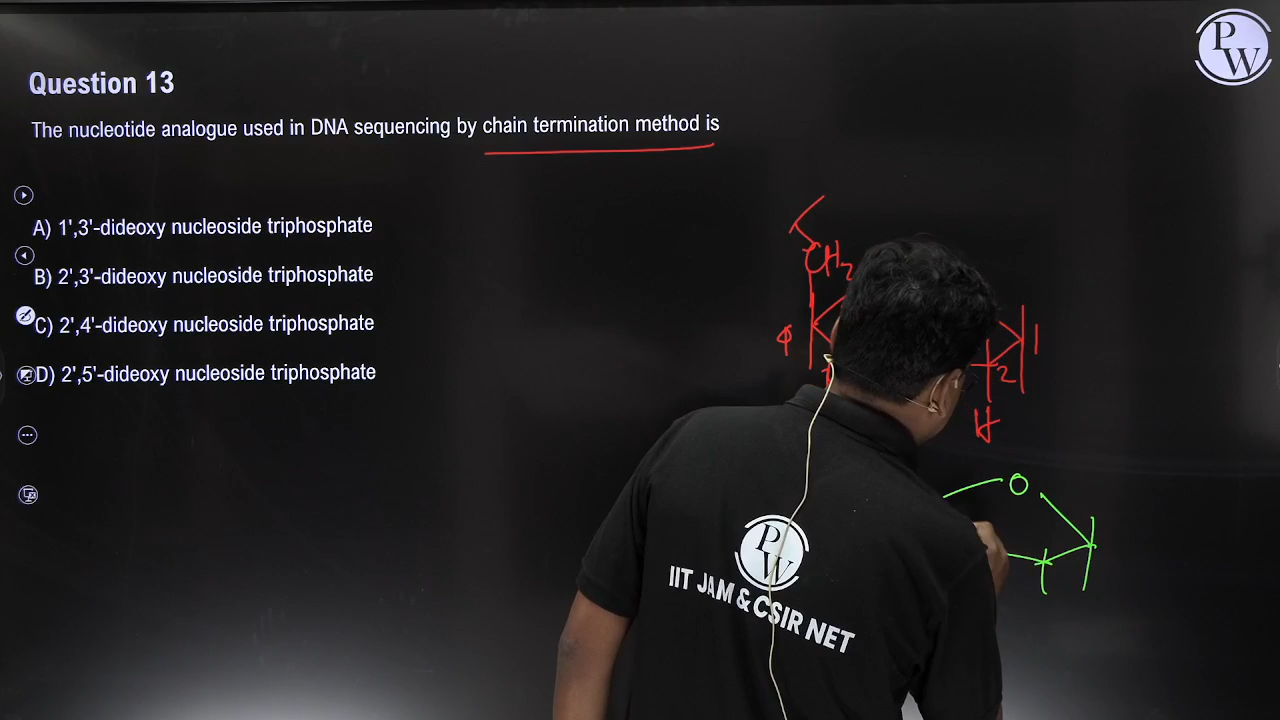 P
W
Question 13
The nucleotide analogue used in DNA sequencing by chain termination method is
A) 1',3'-dideoxy nucleoside triphosphate
B) 2',3'-dideoxy nucleoside triphosphate
C) 2',4'-dideoxy nucleoside triphosphate
D) 2',5'-dideoxy nucleoside triphosphate
CH2
4
1
2
H
O
P
W
IIT JAM & CSIR NET